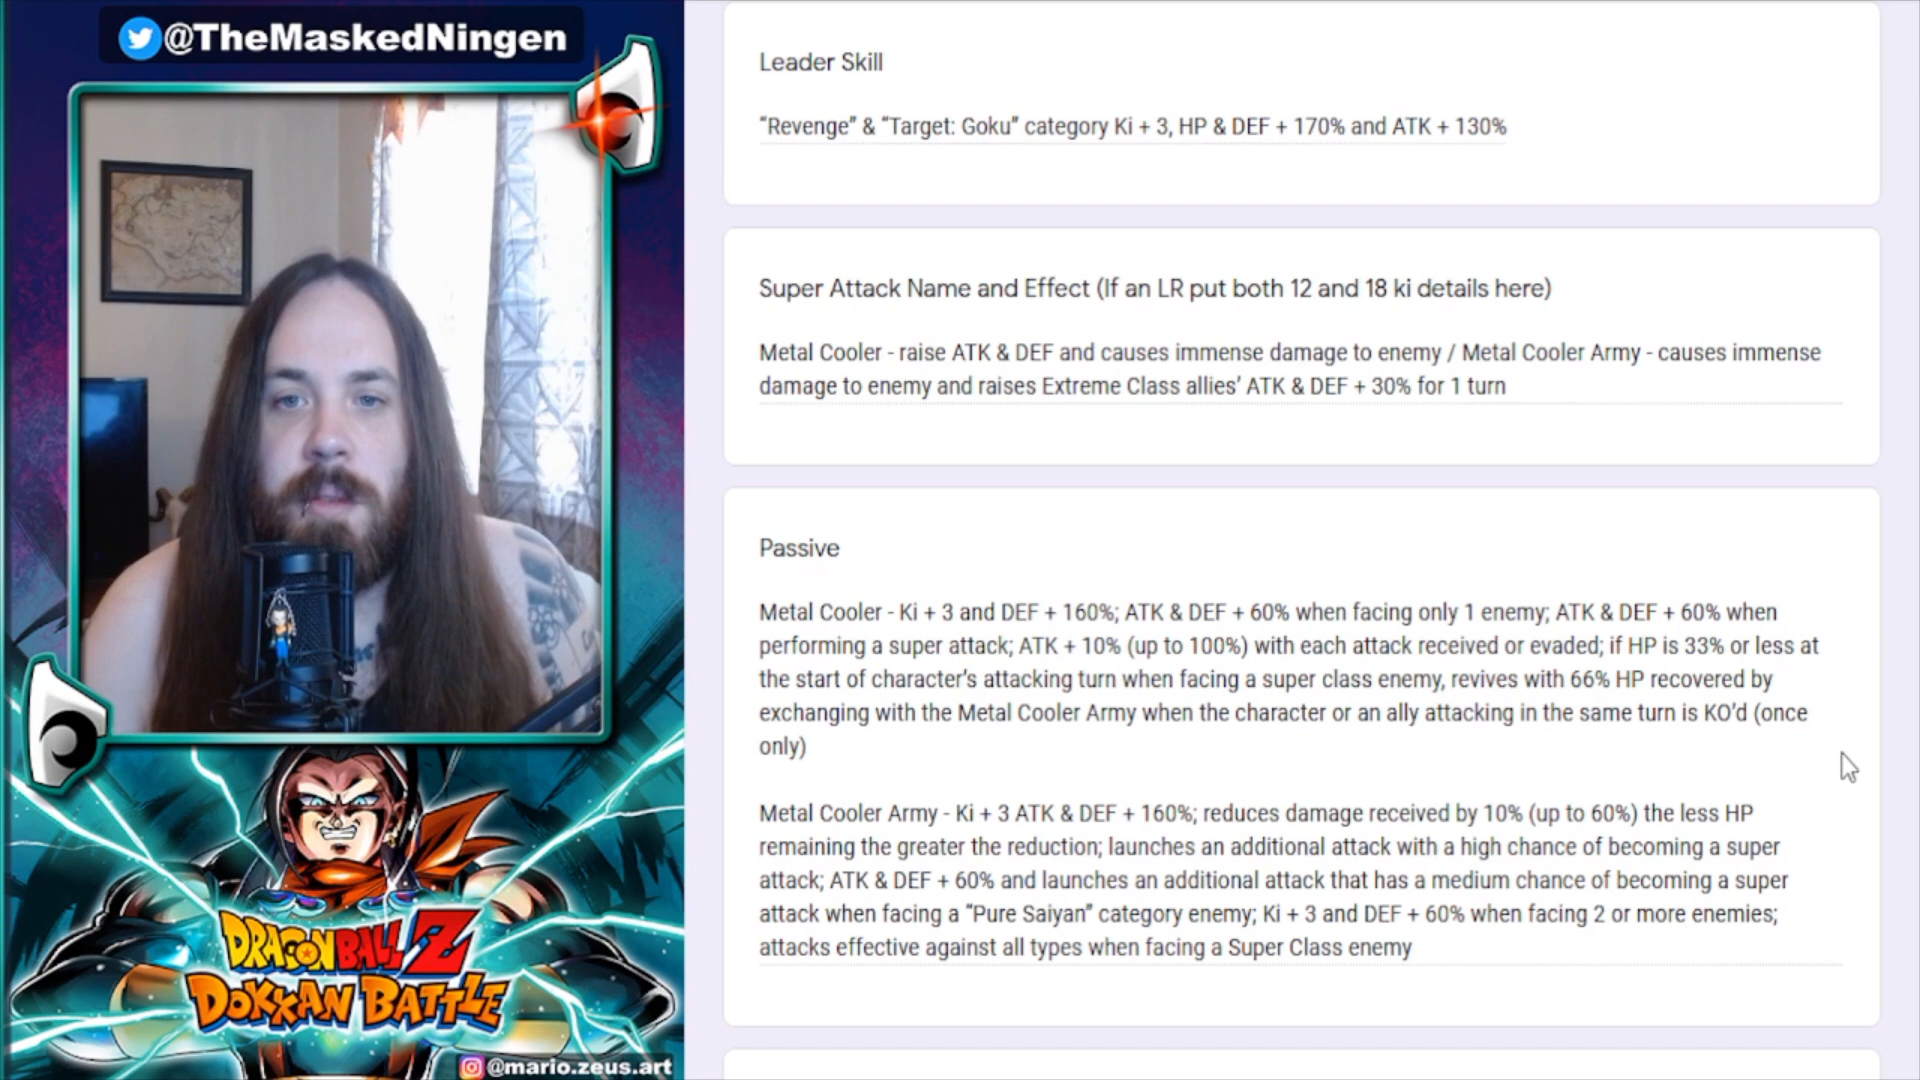 @TheMaskedNingen
DRAGONBALL Z
DOKKAN BATTLE
@mario.zeus.art
Leader Skill
“Revenge” & “Target: Goku” category Ki + 3, HP & DEF + 170% and ATK + 130%
Super Attack Name and Effect (If an LR put both 12 and 18 ki details here)
Metal Cooler - raise ATK & DEF and causes immense damage to enemy / Metal Cooler Army - causes immense
damage to enemy and raises Extreme Class allies’ ATK & DEF + 30% for 1 turn
Passive
Metal Cooler - Ki + 3 and DEF + 160%; ATK & DEF + 60% when facing only 1 enemy; ATK & DEF + 60% when
performing a super attack; ATK + 10% (up to 100%) with each attack received or evaded; if HP is 33% or less at
the start of character’s attacking turn when facing a super class enemy, revives with 66% HP recovered by
exchanging with the Metal Cooler Army when the character or an ally attacking in the same turn is KO’d (once
only)
Metal Cooler Army - Ki + 3 ATK & DEF + 160%; reduces damage received by 10% (up to 60%) the less HP
remaining the greater the reduction; launches an additional attack with a high chance of becoming a super
attack; ATK & DEF + 60% and launches an additional attack that has a medium chance of becoming a super
attack when facing a “Pure Saiyan” category enemy; Ki + 3 and DEF + 60% when facing 2 or more enemies;
attacks effective against all types when facing a Super Class enemy